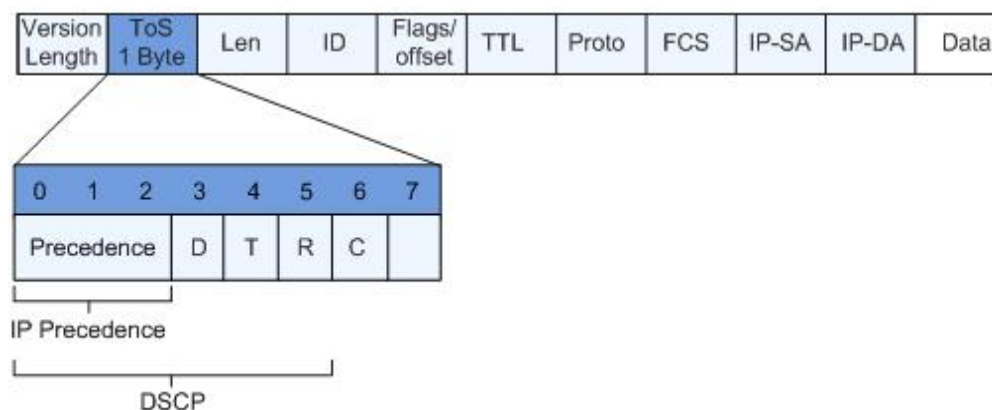 Version Length
ToS 1 Byte
Len
ID
Flags/ offset
TTL
Proto
FCS
IP-SA
IP-DA
Data
0 1 2 3 4 5 6 7
Precedence D T R C
IP Precedence
DSCP